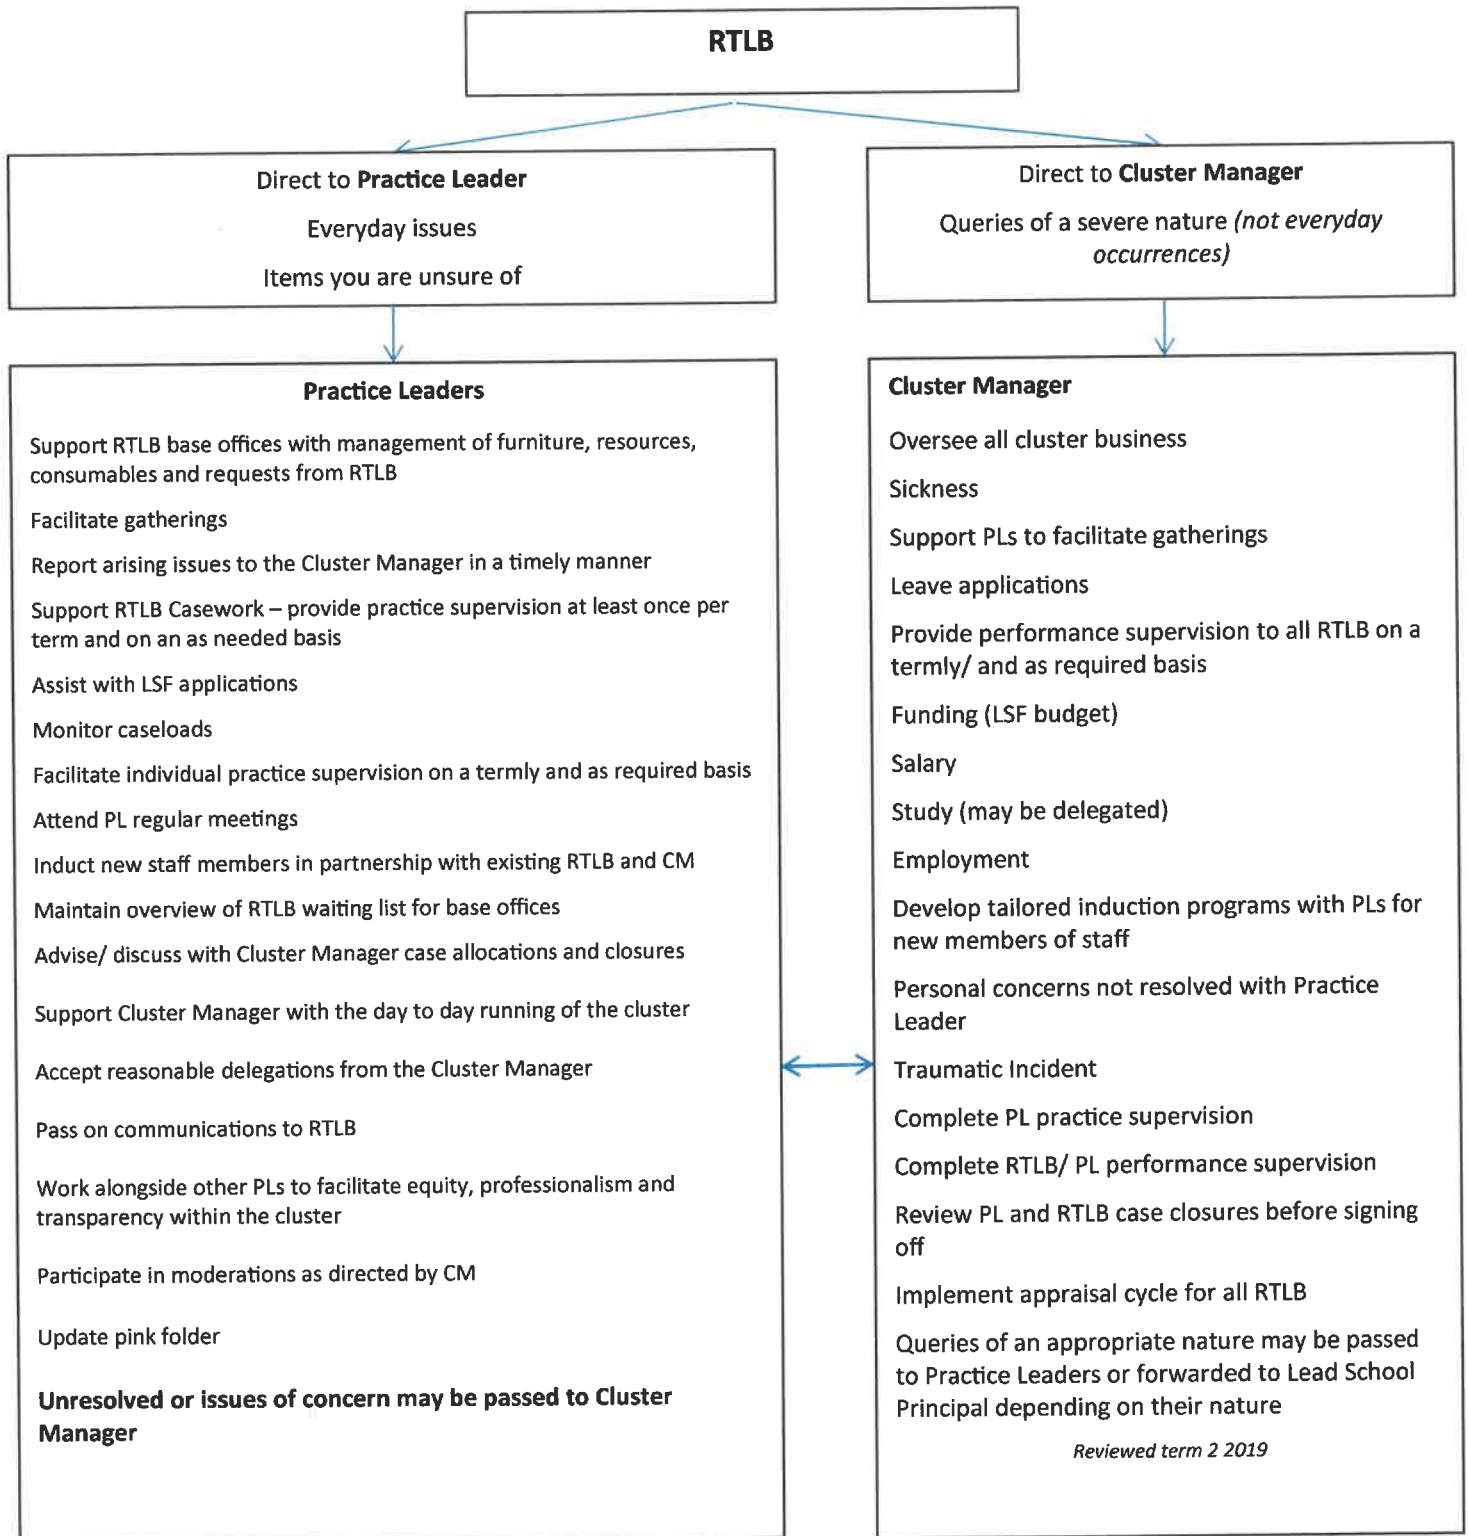 RTLB
Direct to Practice Leader
Everyday issues
Items you are unsure of
Direct to Cluster Manager
Queries of a severe nature (not everyday
occurrences)
Practice Leaders
Support RTLB base offices with management of furniture, resources,
consumables and requests from RTLB
Facilitate gatherings
Report arising issues to the Cluster Manager in a timely manner
Support RTLB Casework – provide practice supervision at least once per
term and on an as needed basis
Assist with LSF applications
Monitor caseloads
Facilitate individual practice supervision on a termly and as required basis
Attend PL regular meetings
Induct new staff members in partnership with existing RTLB and CM
Maintain overview of RTLB waiting list for base offices
Advise/ discuss with Cluster Manager case allocations and closures
Support Cluster Manager with the day to day running of the cluster
Accept reasonable delegations from the Cluster Manager
Pass on communications to RTLB
Work alongside other PLs to facilitate equity, professionalism and
transparency within the cluster
Participate in moderations as directed by CM
Update pink folder
Unresolved or issues of concern may be passed to Cluster
Manager
Cluster Manager
Oversee all cluster business
Sickness
Support PLs to facilitate gatherings
Leave applications
Provide performance supervision to all RTLB on a
termly/ and as required basis
Funding (LSF budget)
Salary
Study (may be delegated)
Employment
Develop tailored induction programs with PLs for
new members of staff
Personal concerns not resolved with Practice
Leader
Traumatic Incident
Complete PL practice supervision
Complete RTLB/ PL performance supervision
Review PL and RTLB case closures before signing
off
Implement appraisal cycle for all RTLB
Queries of an appropriate nature may be passed
to Practice Leaders or forwarded to Lead School
Principal depending on their nature
Reviewed term 2 2019